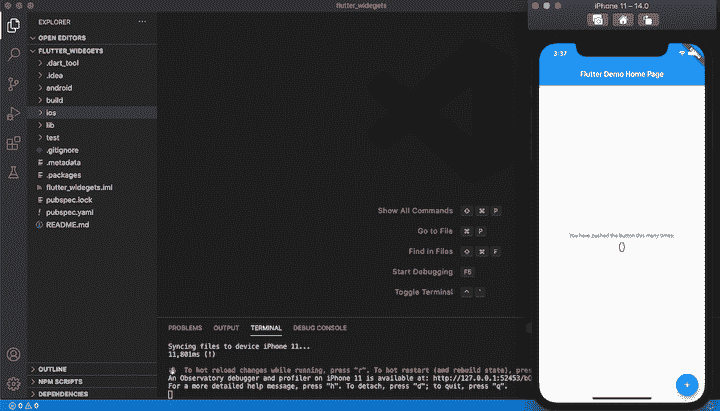 flutter_widegets
iPhone 11 – 14.0
EXPLORER
OPEN EDITORS
FLUTTER_WIDEGETS
.dart_tool
.idea
android
build
ios
lib
test
.gitignore
.metadata
.packages
flutter_widegets.iml
pubspec.lock
pubspec.yaml
README.md
OUTLINE
NPM SCRIPTS
DEPENDENCIES
Show All Commands ⇧ ⌘ P
Go to File ⌘ P
Find in Files ⇧ ⌘ F
Start Debugging F5
Toggle Terminal ^ `
PROBLEMS OUTPUT TERMINAL DEBUG CONSOLE
Syncing files to device iPhone 11...
11,801ms (!)
To hot reload changes while running, press "r". To hot restart (and rebuild state), pres
An Observatory debugger and profiler on iPhone 11 is available at: http://127.0.0.1:52453/
For a more detailed help message, press "h". To detach, press "d"; to quit, press "q".
0 0
3:37
Flutter Demo Home Page
You have pushed the button this many times:
0
+